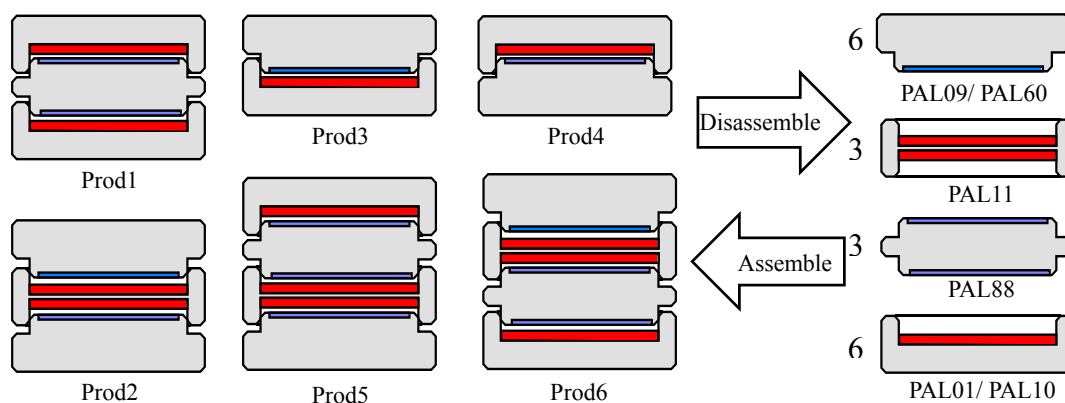 Prod1
Prod3
Prod4
Disassemble
6
PAL09/ PAL60
3
PAL11
Prod2
Prod5
Prod6
Assemble
3
PAL88
6
PAL01/ PAL10